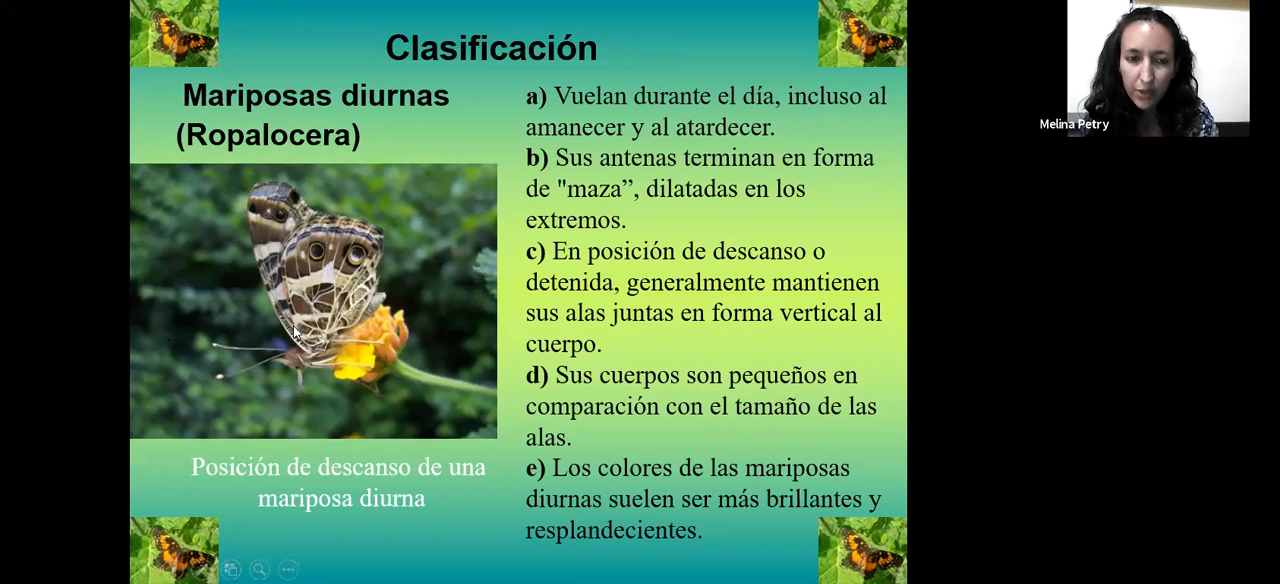 Clasificación
Mariposas diurnas
(Ropalocera)
Posición de descanso de una
mariposa diurna
a) Vuelan durante el día, incluso al
amanecer y al atardecer.
b) Sus antenas terminan en forma
de "maza”, dilatadas en los
extremos.
c) En posición de descanso o
detenida, generalmente mantienen
sus alas juntas en forma vertical al
cuerpo.
d) Sus cuerpos son pequeños en
comparación con el tamaño de las
alas.
e) Los colores de las mariposas
diurnas suelen ser más brillantes y
resplandecientes.
Melina Petry